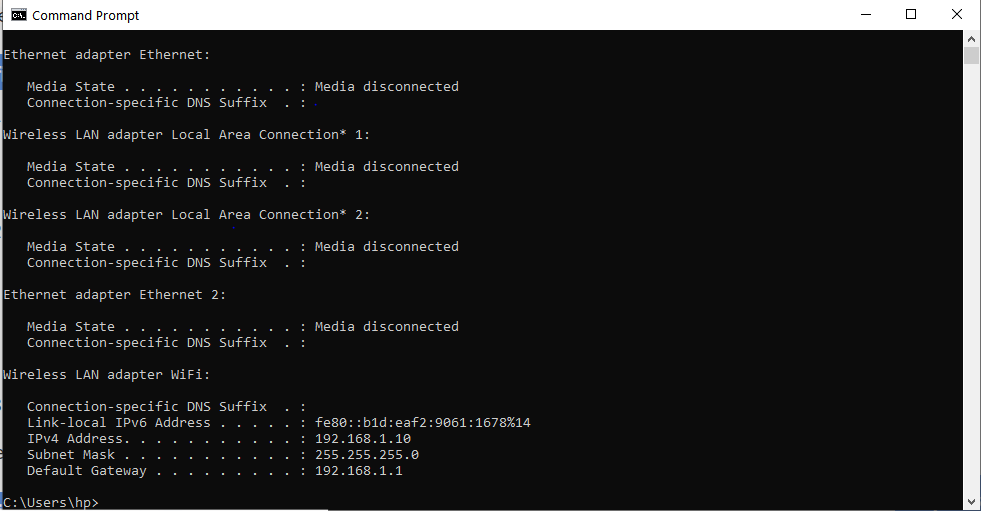 Command Prompt
Ethernet adapter Ethernet:
Media State . . . . . . . . . . . : Media disconnected
Connection-specific DNS Suffix  . :
Wireless LAN adapter Local Area Connection* 1:
Media State . . . . . . . . . . . : Media disconnected
Connection-specific DNS Suffix  . :
Wireless LAN adapter Local Area Connection* 2:
Media State . . . . . . . . . . . : Media disconnected
Connection-specific DNS Suffix  . :
Ethernet adapter Ethernet 2:
Media State . . . . . . . . . . . : Media disconnected
Connection-specific DNS Suffix  . :
Wireless LAN adapter WiFi:
Connection-specific DNS Suffix  . :
Link-local IPv6 Address . . . . . : fe80::b1d:eaf2:9061:1678%14
IPv4 Address. . . . . . . . . . . : 192.168.1.10
Subnet Mask . . . . . . . . . . . : 255.255.255.0
Default Gateway . . . . . . . . . : 192.168.1.1
C:\Users\hp>